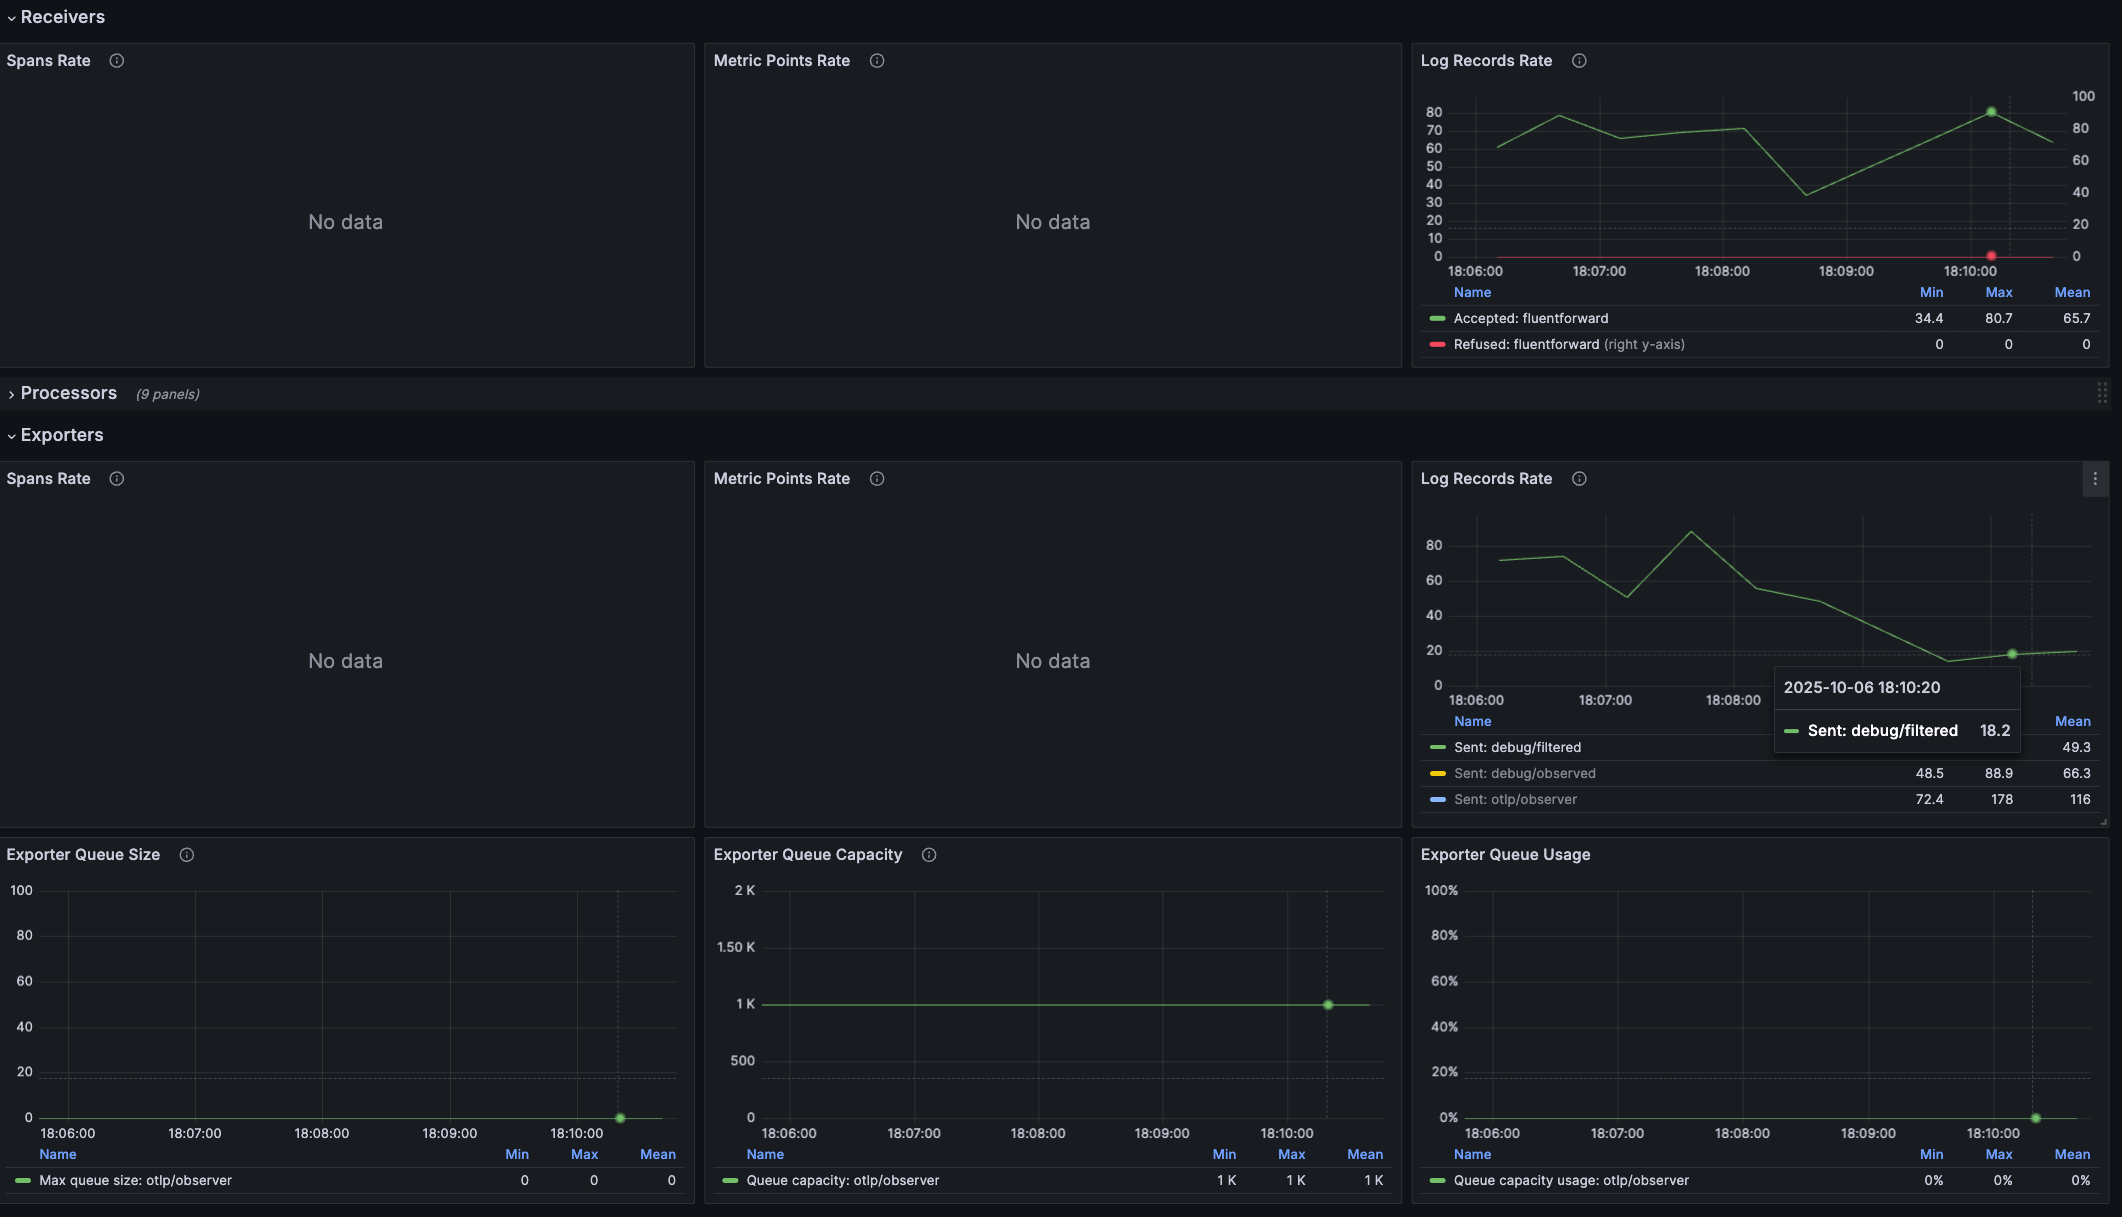 Receivers
Spans Rate
No data
Metric Points Rate
No data
Log Records Rate
100
80
80
70
60
60
50
40
40
30
20
20
10
0
0
18:06:00 18:07:00 18:08:00 18:09:00 18:10:00
Name Min Max Mean
Accepted: fluentforward 34.4 80.7 65.7
Refused: fluentforward (right y-axis) 0 0 0
Processors (9 panels)
Exporters
Spans Rate
No data
Metric Points Rate
No data
Log Records Rate
80
60
40
20
0
18:06:00 18:07:00 18:08:00
2025-10-06 18:10:20
Sent: debug/filtered 18.2
Name Mean
Sent: debug/filtered 49.3
Sent: debug/observed 48.5 88.9 66.3
Sent: otlp/observer 72.4 178 116
Exporter Queue Size
100
80
60
40
20
0
18:06:00 18:07:00 18:08:00 18:09:00 18:10:00
Name Min Max Mean
Max queue size: otlp/observer 0 0 0
Exporter Queue Capacity
2 K
1.50 K
1 K
500
0
18:06:00 18:07:00 18:08:00 18:09:00 18:10:00
Name Min Max Mean
Queue capacity: otlp/observer 1 K 1 K 1 K
Exporter Queue Usage
100%
80%
60%
40%
20%
0%
18:06:00 18:07:00 18:08:00 18:09:00 18:10:00
Name Min Max Mean
Queue capacity usage: otlp/observer 0% 0% 0%